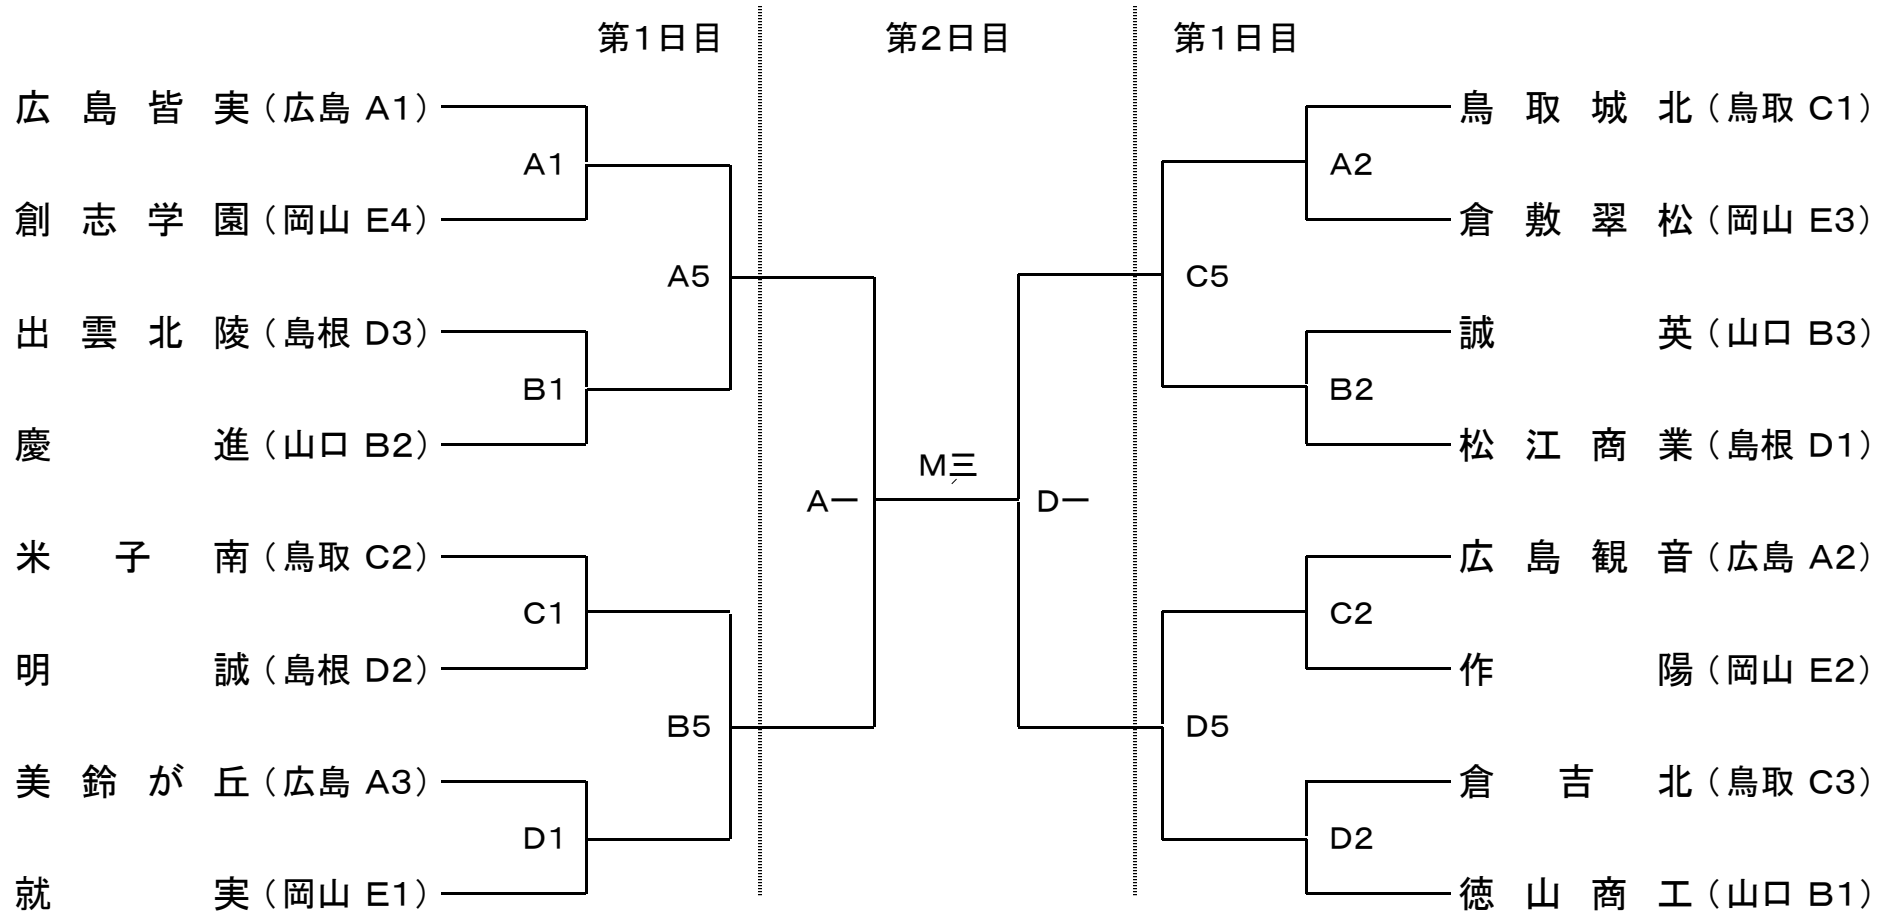 第1日目 第2日目 第1日目
広島皆実（広島 A1） 鳥取城北（鳥取 C1）
A1 A2
創志学園（岡山 E4） 倉敷翠松（岡山 E3）
A5 C5
出雲北陵（島根 D3） 誠英（山口 B3）
B1 B2
慶進（山口 B2） 松江商業（島根 D1）
M三
A一 D一
米子南（鳥取 C2） 広島観音（広島 A2）
C1 C2
明誠（島根 D2） 作陽（岡山 E2）
B5 D5
美鈴が丘（広島 A3） 倉吉北（鳥取 C3）
D1 D2
就実（岡山 E1） 徳山商工（山口 B1）